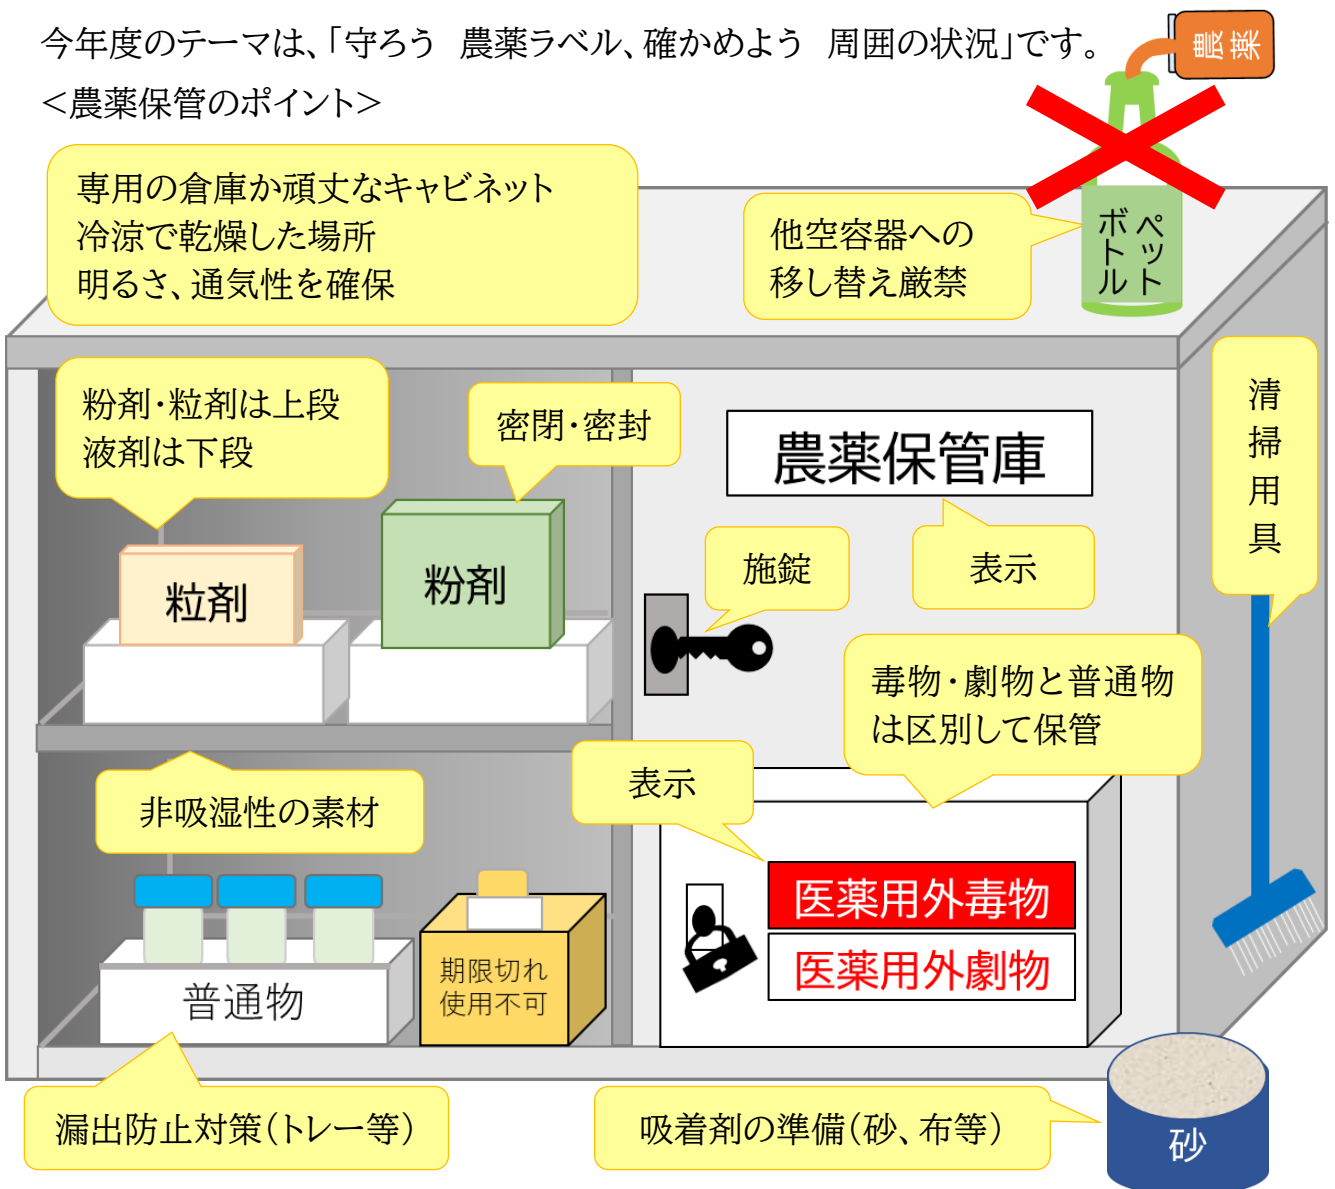 今年度のテーマは、「守ろう　農薬ラベル、確かめよう　周囲の状況」です。
＜農薬保管のポイント＞
農薬
ペット
ボトル
専用の倉庫か頑丈なキャビネット
冷涼で乾燥した場所
明るさ、通気性を確保
他空容器への
移し替え厳禁
粉剤・粒剤は上段
液剤は下段
密閉・密封
農薬保管庫
清掃用具
施錠
表示
粒剤
粉剤
毒物・劇物と普通物
は区別して保管
非吸湿性の素材
表示
医薬用外毒物
医薬用外劇物
普通物
期限切れ
使用不可
漏出防止対策（トレー等）
吸着剤の準備（砂、布等）
砂